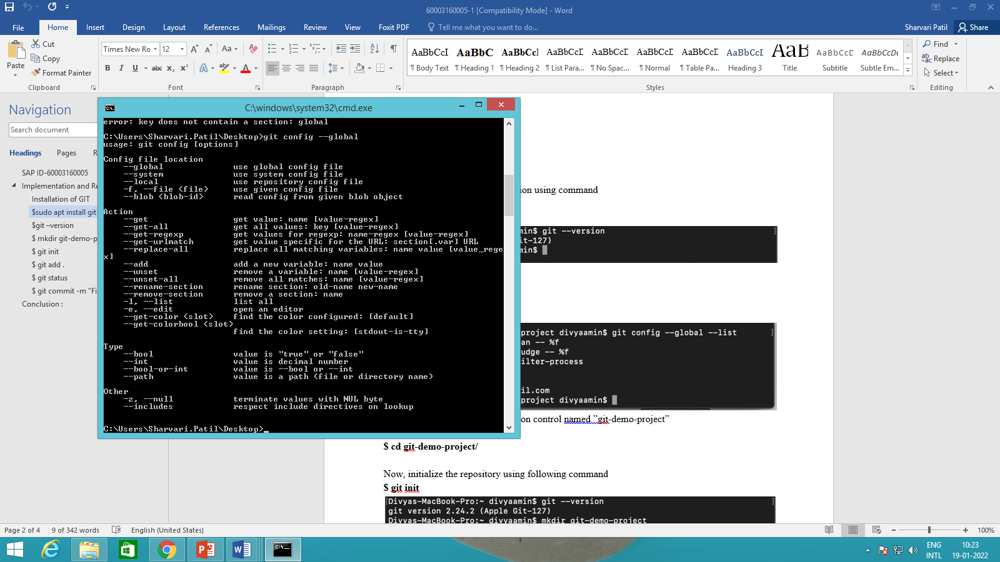 60003160005-1 [Compatibility Mode] - Word
File Home Insert Design Layout References Mailings Review View Foxit PDF Tell me what you want to do... Sharvari Patil Share
Paste
Cut
Copy
Format Painter
Clipboard
Times New Ro 12
Font
Paragraph
AaBbCcI AaBbC AaBbCcl AaBbCcD AaBbCcD AaBbCcD AaBbCcD AaBbCcI AaB AaBbCcD AaBbCcDc
¶ Body Text ¶ Heading 1 ¶ Heading 2 ¶ List Para... ¶ No Spac... ¶ Normal ¶ Table Pa... Heading 3 Title Subtitle Subtle Em...
Styles
Find
Replace
Select
Editing
Navigation
Search document
Headings Pages R
SAP ID-60003160005
Implementation and Re
Installation of GIT
$sudo apt install git
$git –version
$ mkdir git-demo-p
$ git init
$ git add .
$ git status
$ git commit -m "Fi
Conclusion :
C:\windows\system32\cmd.exe
error: key does not contain a section: global
C:\Users\Sharvari.Patil\Desktop>git config --global
usage: git config [options]
Config file location
--global use global config file
--system use system config file
--local use repository config file
-f, --file <file> use given config file
--blob <blob-id> read config from given blob object
Action
--get get value: name [value-regex]
--get-all get all values: key [value-regex]
--get-regexp get values for regexp: name-regex [value-regex]
--get-urlmatch get value specific for the URL: section[.var] URL
--replace-all replace all matching variables: name value [value_rege
x]
--add add a new variable: name value
--unset remove a variable: name [value-regex]
--unset-all remove all matches: name [value-regex]
--rename-section rename section: old-name new-name
--remove-section remove a section: name
-l, --list list all
-e, --edit open an editor
--get-color <slot> find the color configured: [default]
--get-colorbool <slot>
find the color setting: [stdout-is-tty]
Type
--bool value is "true" or "false"
--int value is decimal number
--bool-or-int value is --bool or --int
--path value is a path (file or directory name)
Other
-z, --null terminate values with NUL byte
--includes respect include directives on lookup
C:\Users\Sharvari.Patil\Desktop>_
ion using command
min$ git --version
it-127)
min$
project divyaamin$ git config --global --list
an -- %f
udge -- %f
ilter-process
il.com
project divyaamin$
on control named ”git-demo-project”
$ cd git-demo-project/
Now, initialize the repository using following command
$ git init
[Divyas-MacBook-Pro:~ divyaamin$ git --version ]
git version 2.24.2 (Apple Git-127)
Divyas-MacBook-Pro:~ divyaamin$ mkdir git-demo-project
Page 2 of 4 9 of 342 words English (United States) 100%
ENG 10:23
INTL 19-01-2022